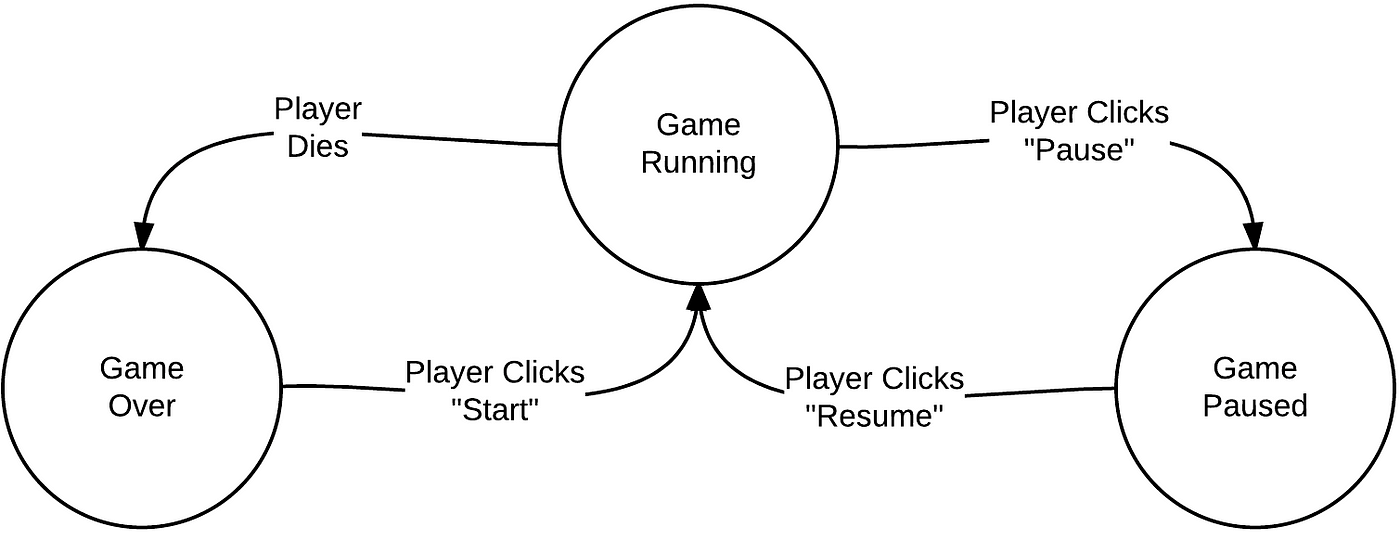 Game
Running
Player
Dies
Player Clicks
"Pause"
Game
Over
Player Clicks
"Start"
Player Clicks
"Resume"
Game
Paused